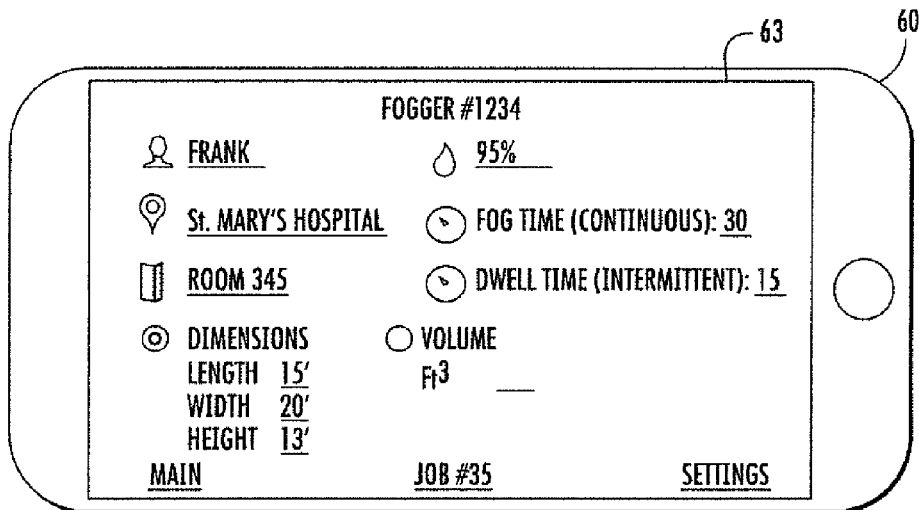 63
60
FOGGER #1234
FRANK
95%
St. MARY'S HOSPITAL
FOG TIME (CONTINUOUS): 30
ROOM 345
DWELL TIME (INTERMITTENT): 15
DIMENSIONS
VOLUME
LENGTH 15'
Ft3
WIDTH 20'
HEIGHT 13'
MAIN
JOB #35
SETTINGS